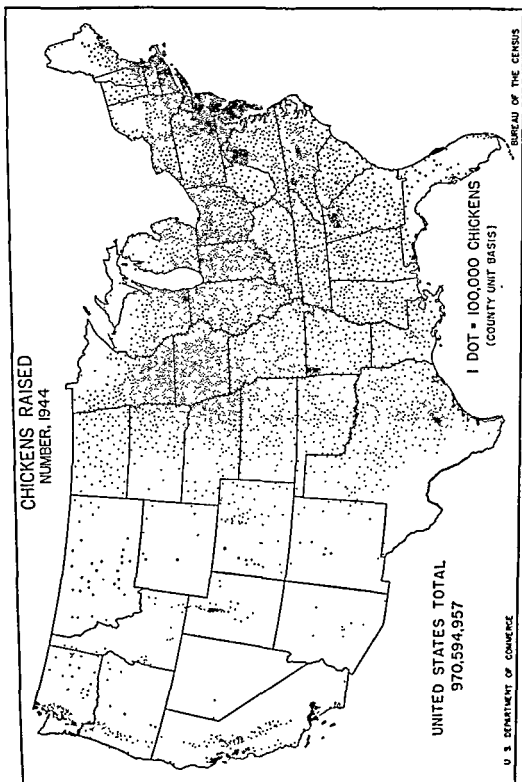 CHICKENS RAISED
NUMBER, 1944
UNITED STATES TOTAL
970,594,957
1 DOT = 100,000 CHICKENS
(COUNTY UNIT BASIS)
U S DEPARTMENT OF COMMERCE
BUREAU OF THE CENSUS